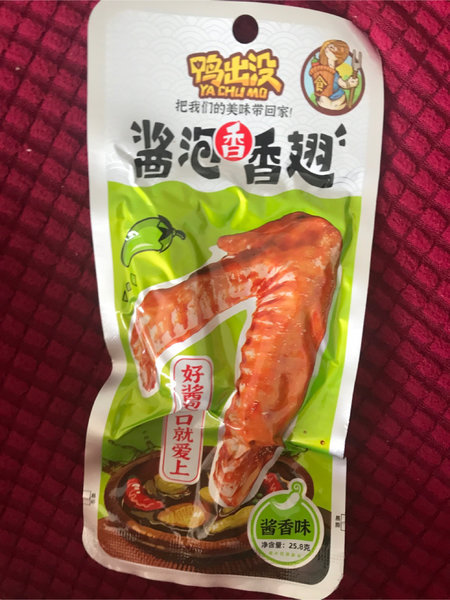 鸭出没
YA CHU MO
食
把我们的美味带回家!
酱泡香香翅
好酱
口就爱上
酱香味
净含量：25.8克